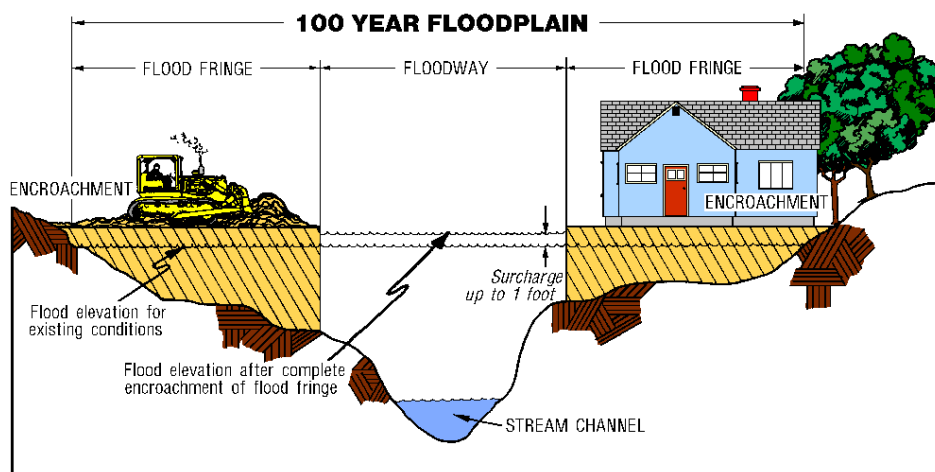 100 YEAR FLOODPLAIN
FLOOD FRINGE
FLOODWAY
FLOOD FRINGE
ENCROACHMENT
ENCROACHMENT
Surcharge
up to 1 foot
Flood elevation for
existing conditions
Flood elevation after complete
encroachment of flood fringe
STREAM CHANNEL